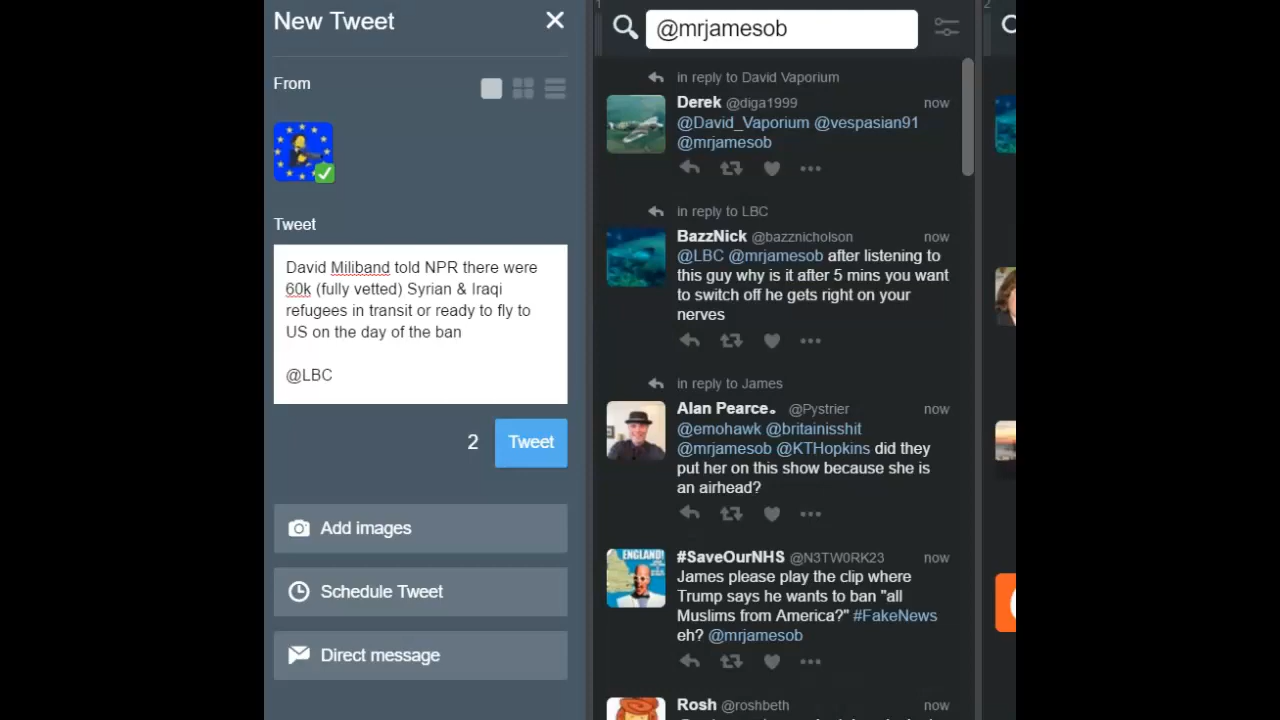 New Tweet
From
Tweet
David Miliband told NPR there were
60k (fully vetted) Syrian & Iraqi
refugees in transit or ready to fly to
US on the day of the ban
@LBC
2 Tweet
Add images
Schedule Tweet
Direct message
1
@mrjamesob
in reply to David Vaporium
Derek @diga1999 now
@David_Vaporium @vespasian91
@mrjamesob
in reply to LBC
BazzNick @bazznicholson now
@LBC @mrjamesob after listening to
this guy why is it after 5 mins you want
to switch off he gets right on your
nerves
in reply to James
Alan Pearce. @Pystrier now
@emohawk @britainisshit
@mrjamesob @KTHopkins did they
put her on this show because she is
an airhead?
ENGLAND!
#SaveOurNHS @N3TW0RK23 now
James please play the clip where
Trump says he wants to ban "all
Muslims from America?" #FakeNews
eh? @mrjamesob
Rosh @roshbeth now
2